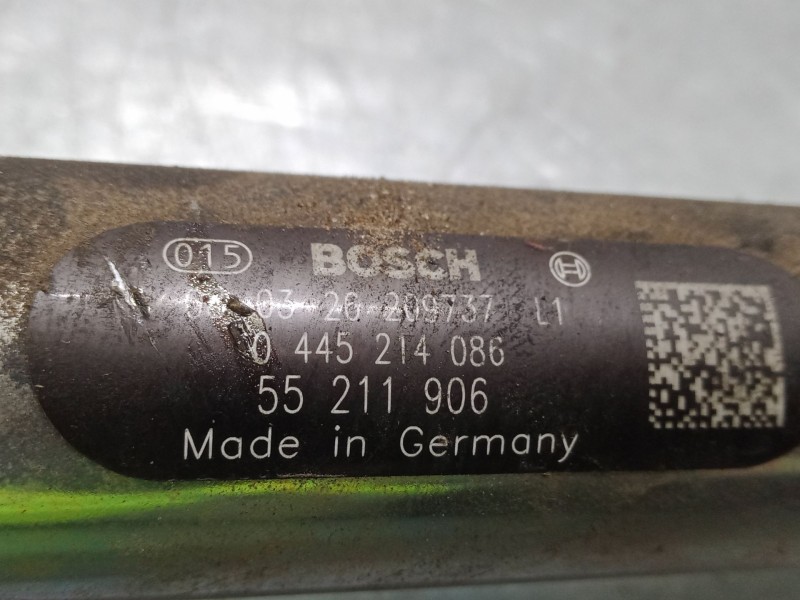 015 BOSCH
03 20 209737 L1
0 445 214 086
55 211 906
Made in Germany